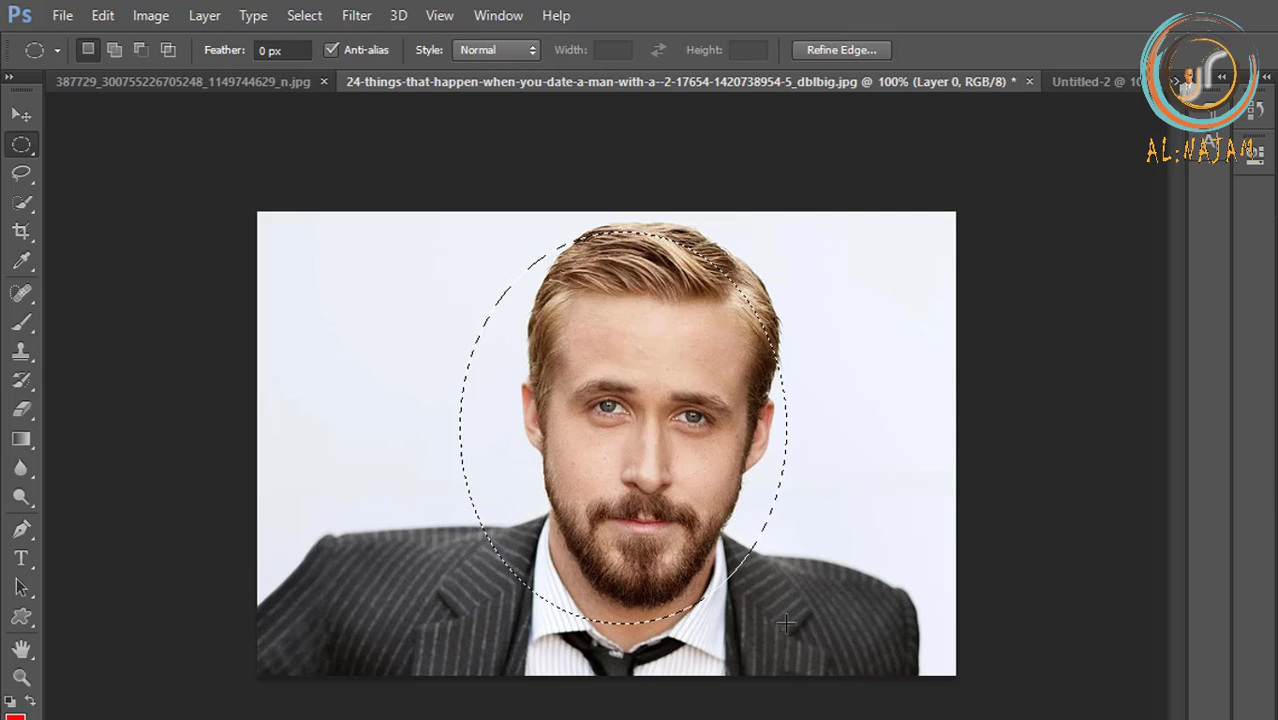 Ps File Edit Image Layer Type Select Filter 3D View Window Help
Feather: 0 px Anti-alias Style: Normal Width: Height: Refine Edge...
387729_300755226705248_1149744629_n.jpg × 24-things-that-happen-when-you-date-a-man-with-a--2-17654-1420738954-5_dblbig.jpg @ 100% (Layer 0, RGB/8) * × Untitled-2 @
AL:NAJAM